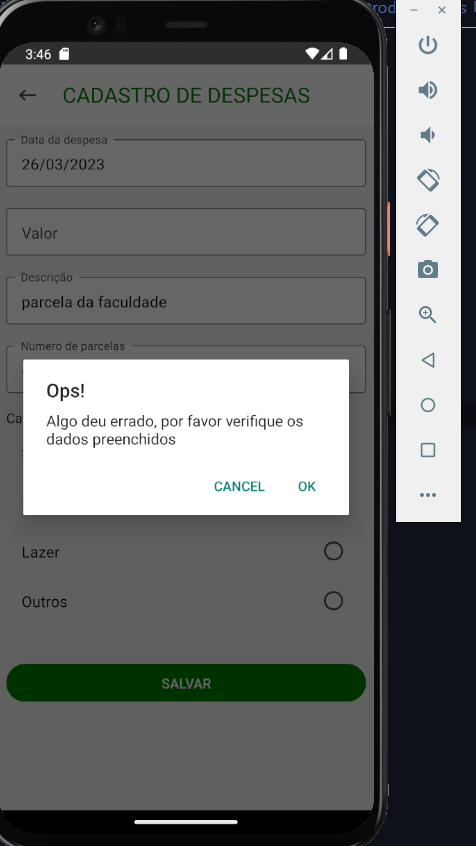 rod
s
3:46
CADASTRO DE DESPESAS
Data da despesa
26/03/2023
Valor
Descrição
parcela da faculdade
Numero de parcelas
Ops!
Ca
Algo deu errado, por favor verifique os
dados preenchidos
CANCEL
OK
Lazer
Outros
SALVAR